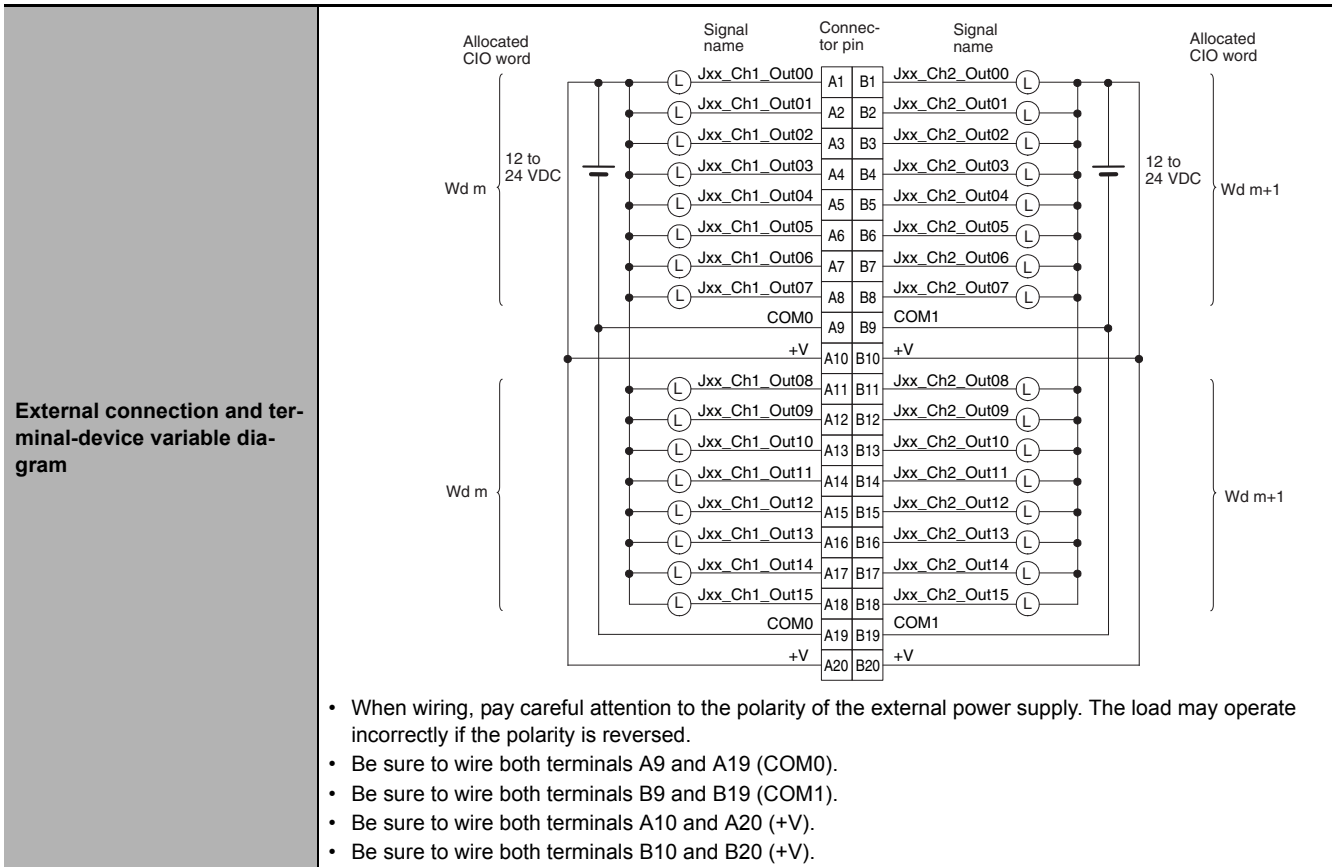 External connection and ter-
minal-device variable dia-
gram
Allocated
CIO word
Signal
name
Connec-
tor pin
Signal
name
Allocated
CIO word
L Jxx_Ch1_Out00 A1 B1 Jxx_Ch2_Out00 L
L Jxx_Ch1_Out01 A2 B2 Jxx_Ch2_Out01 L
L Jxx_Ch1_Out02 A3 B3 Jxx_Ch2_Out02 L
12 to
24 VDC
L Jxx_Ch1_Out03 A4 B4 Jxx_Ch2_Out03 L
12 to
24 VDC
Wd m
L Jxx_Ch1_Out04 A5 B5 Jxx_Ch2_Out04 L
Wd m+1
L Jxx_Ch1_Out05 A6 B6 Jxx_Ch2_Out05 L
L Jxx_Ch1_Out06 A7 B7 Jxx_Ch2_Out06 L
L Jxx_Ch1_Out07 A8 B8 Jxx_Ch2_Out07 L
COM0 A9 B9 COM1
+V A10 B10 +V
L Jxx_Ch1_Out08 A11 B11 Jxx_Ch2_Out08 L
L Jxx_Ch1_Out09 A12 B12 Jxx_Ch2_Out09 L
L Jxx_Ch1_Out10 A13 B13 Jxx_Ch2_Out10 L
L Jxx_Ch1_Out11 A14 B14 Jxx_Ch2_Out11 L
Wd m
L Jxx_Ch1_Out12 A15 B15 Jxx_Ch2_Out12 L
Wd m+1
L Jxx_Ch1_Out13 A16 B16 Jxx_Ch2_Out13 L
L Jxx_Ch1_Out14 A17 B17 Jxx_Ch2_Out14 L
L Jxx_Ch1_Out15 A18 B18 Jxx_Ch2_Out15 L
COM0 A19 B19 COM1
+V A20 B20 +V
• When wiring, pay careful attention to the polarity of the external power supply. The load may operate
incorrectly if the polarity is reversed.
• Be sure to wire both terminals A9 and A19 (COM0).
• Be sure to wire both terminals B9 and B19 (COM1).
• Be sure to wire both terminals A10 and A20 (+V).
• Be sure to wire both terminals B10 and B20 (+V).